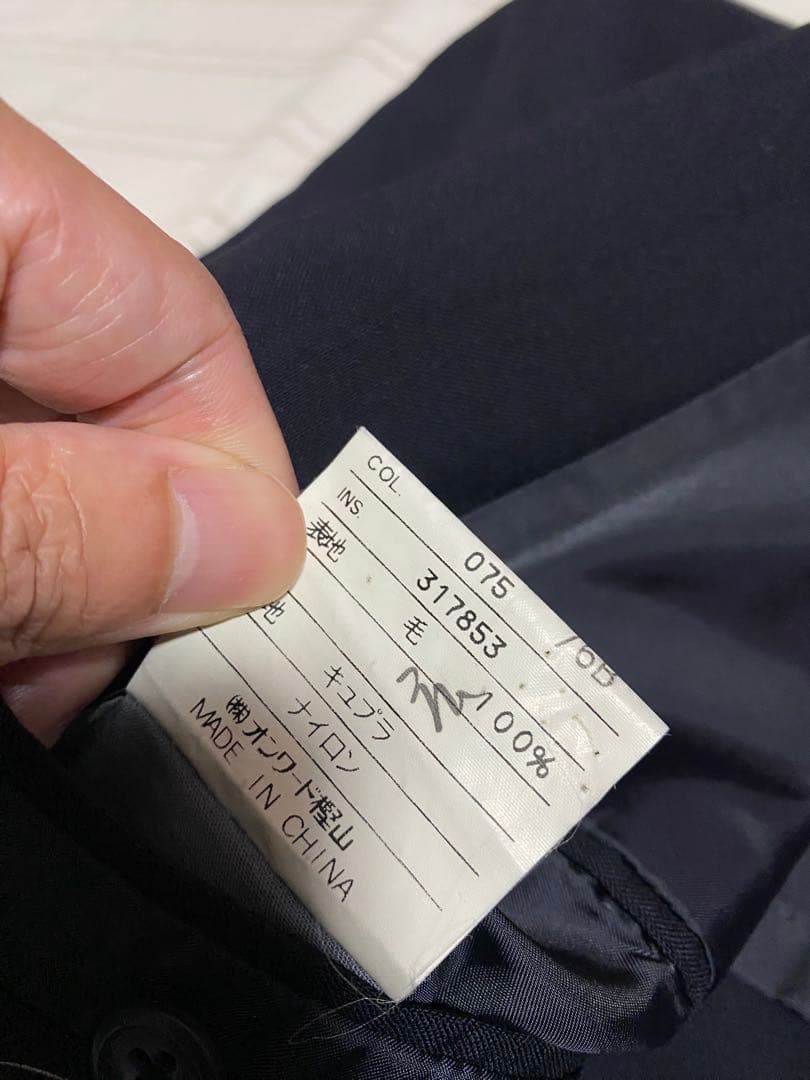 COL. 075
INS. 317853
表地 毛 100%
地 キュプラ
ナイロン
㈱オンワード樫山
MADE IN CHINA